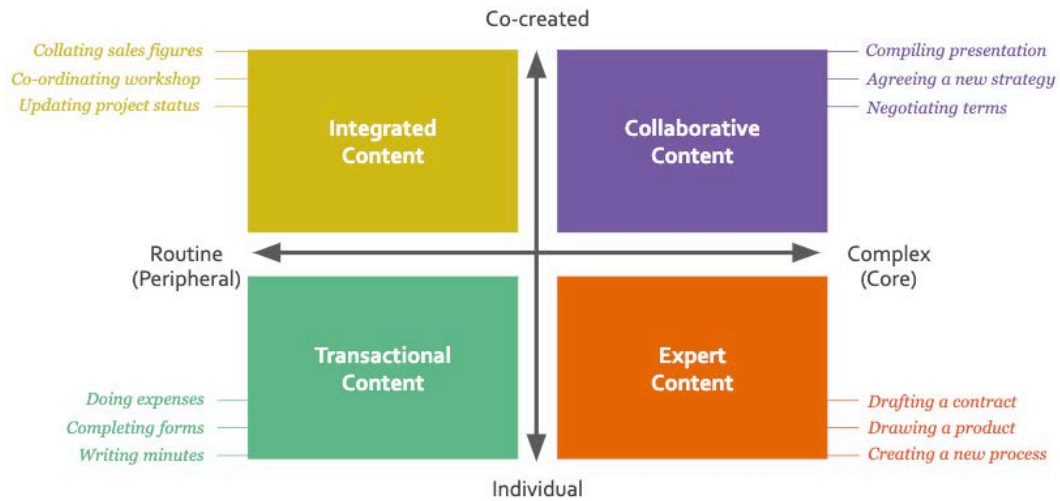 Co-created
Collating sales figures
Co-ordinating workshop
Updating project status
Integrated
Content
Collaborative
Content
Compiling presentation
Agreeing a new strategy
Negotiating terms
Routine
(Peripheral)
Complex
(Core)
Transactional
Content
Expert
Content
Doing expenses
Completing forms
Writing minutes
Drafting a contract
Drawing a product
Creating a new process
Individual